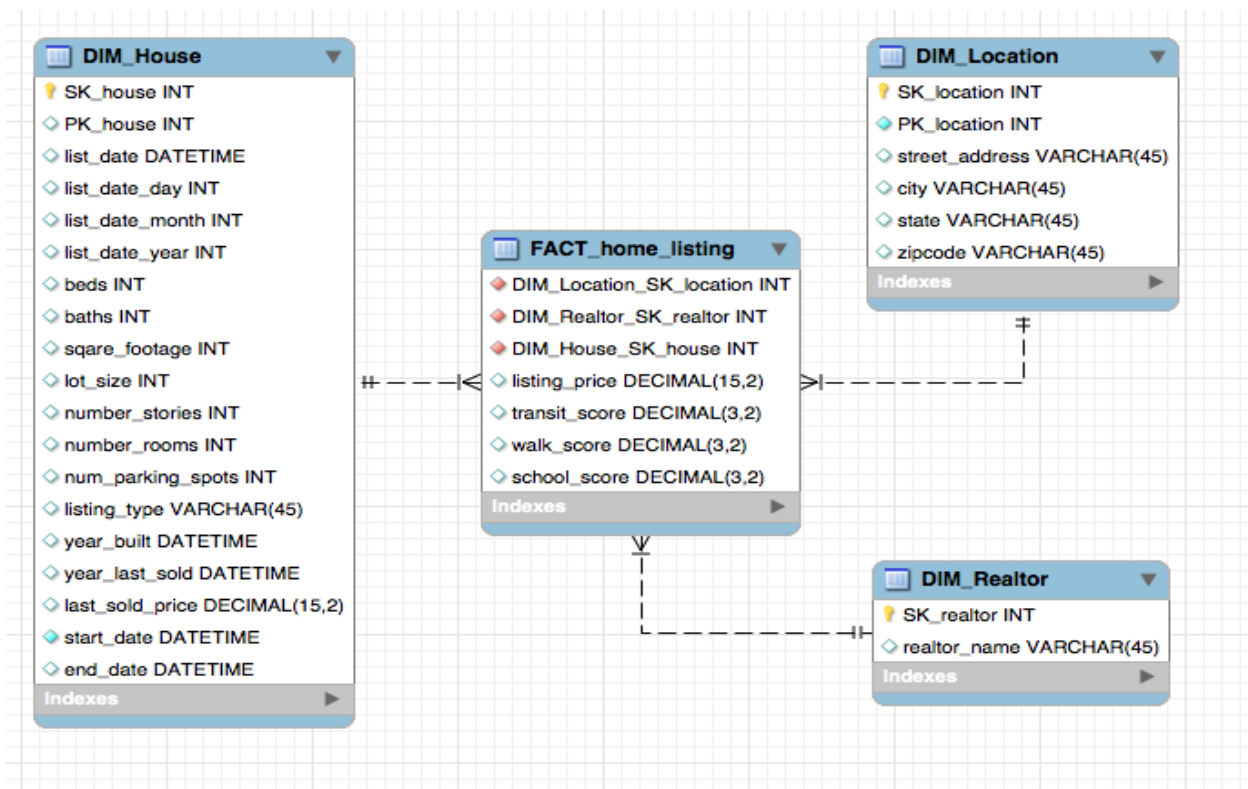 DIM_House
SK_house INT
PK_house INT
list_date DATETIME
list_date_day INT
list_date_month INT
list_date_year INT
beds INT
baths INT
sqare_footage INT
lot_size INT
number_stories INT
number_rooms INT
num_parking_spots INT
listing_type VARCHAR(45)
year_built DATETIME
year_last_sold DATETIME
last_sold_price DECIMAL(15,2)
start_date DATETIME
end_date DATETIME
Indexes
FACT_home_listing
DIM_Location_SK_location INT
DIM_Realtor_SK_realtor INT
DIM_House_SK_house INT
listing_price DECIMAL(15,2)
transit_score DECIMAL(3,2)
walk_score DECIMAL(3,2)
school_score DECIMAL(3,2)
Indexes
DIM_Location
SK_location INT
PK_location INT
street_address VARCHAR(45)
city VARCHAR(45)
state VARCHAR(45)
zipcode VARCHAR(45)
Indexes
DIM_Realtor
SK_realtor INT
realtor_name VARCHAR(45)
Indexes